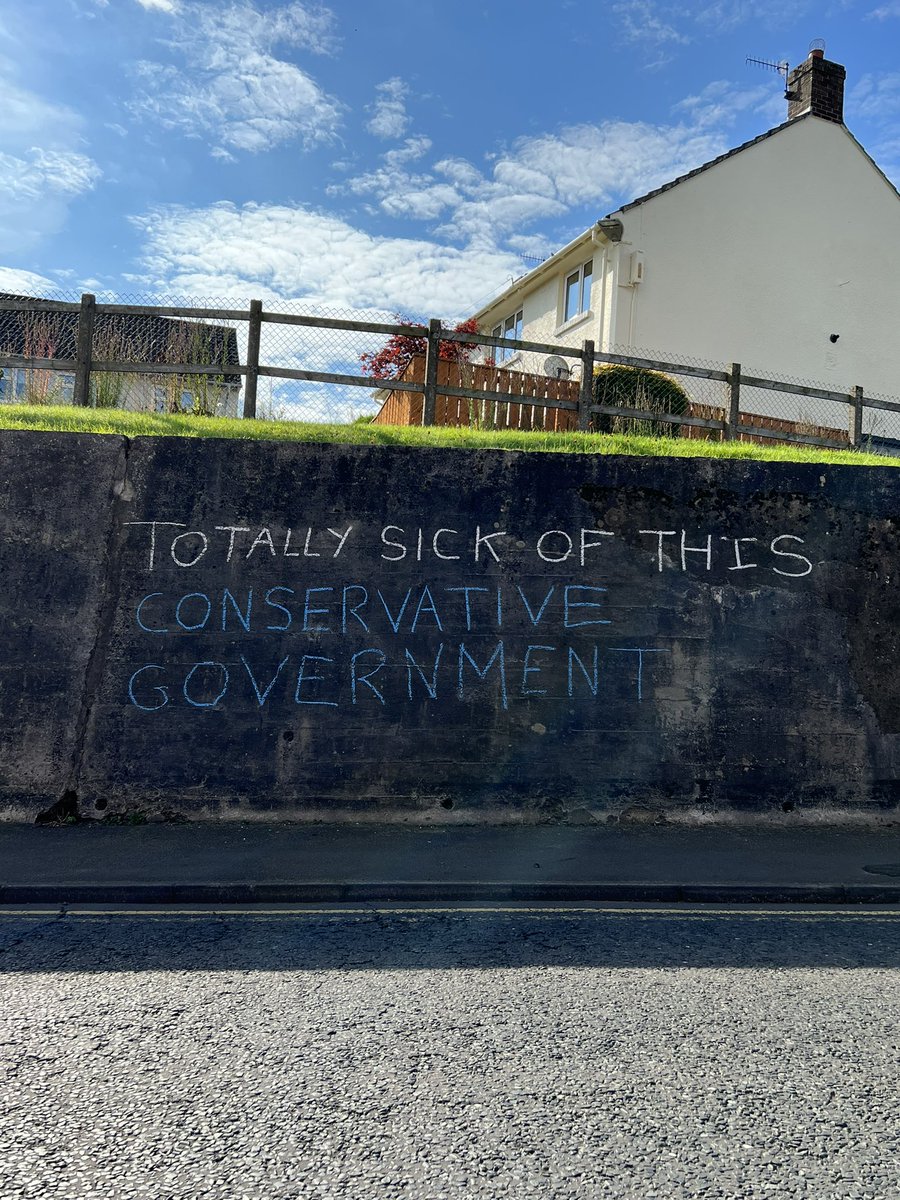 TOTALLY SICK OF THIS
CONSERVATIVE
GOVERNMENT